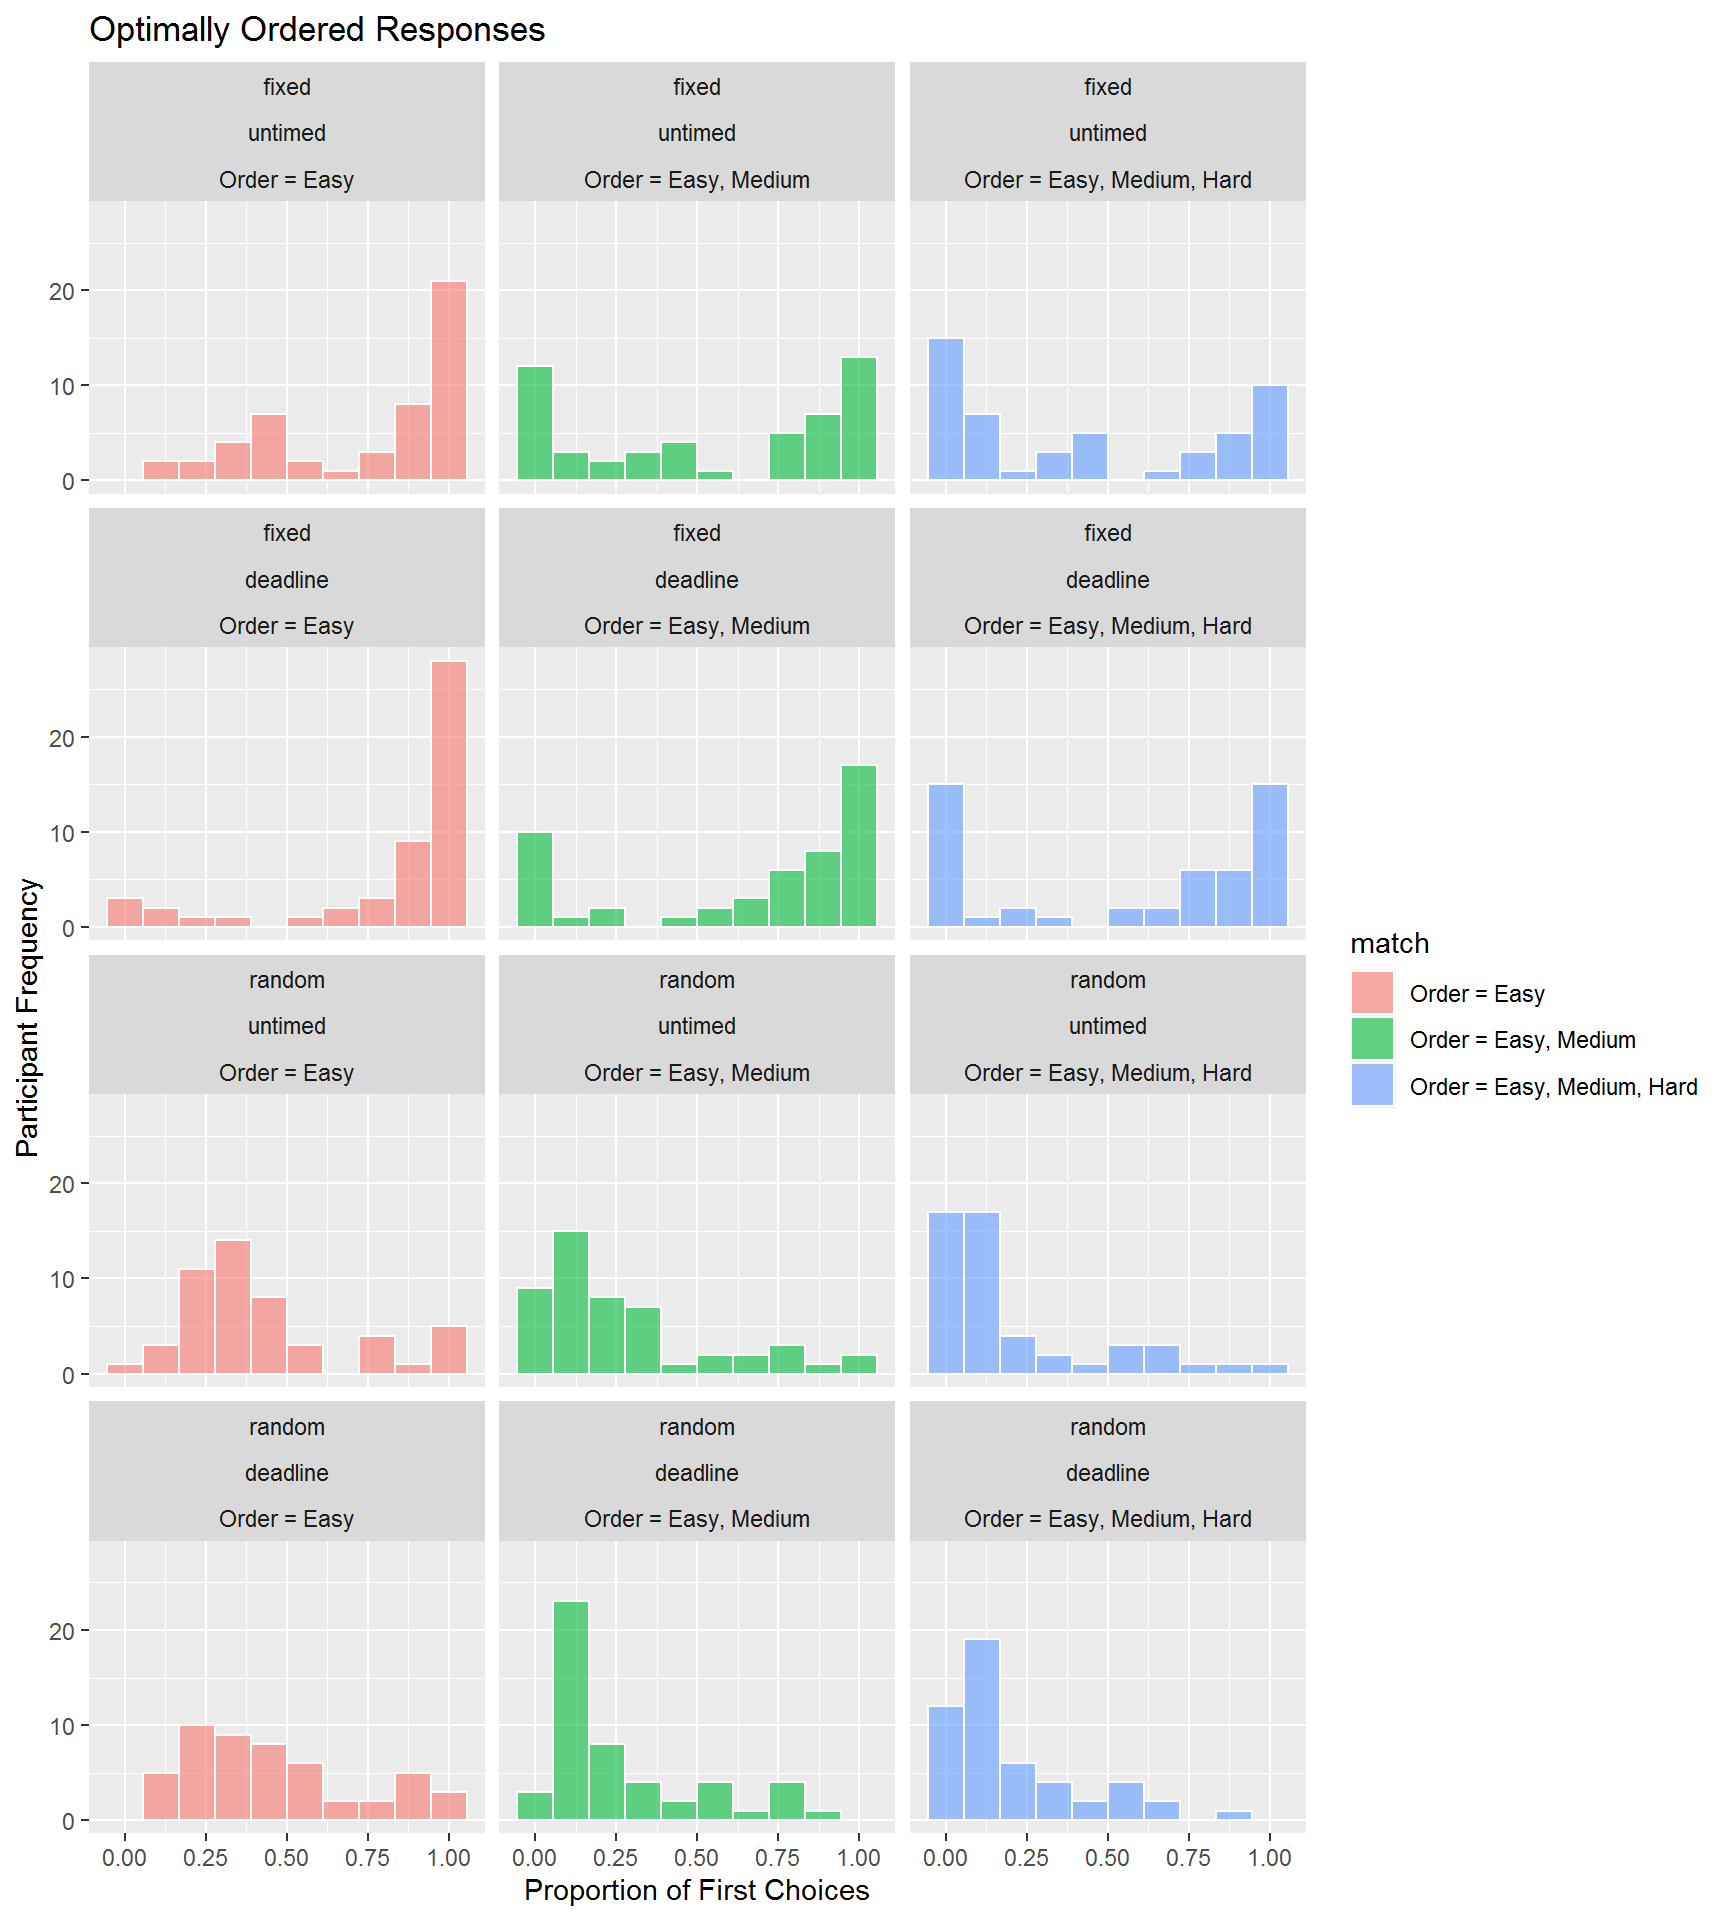 Optimally Ordered Responses
fixed
untimed
Order = Easy
fixed
untimed
Order = Easy, Medium
fixed
untimed
Order = Easy, Medium, Hard
20
10
0
fixed
deadline
Order = Easy
fixed
deadline
Order = Easy, Medium
fixed
deadline
Order = Easy, Medium, Hard
20
10
0
random
untimed
Order = Easy
random
untimed
Order = Easy, Medium
random
untimed
Order = Easy, Medium, Hard
20
10
0
random
deadline
Order = Easy
random
deadline
Order = Easy, Medium
random
deadline
Order = Easy, Medium, Hard
20
10
0
0.00 0.25 0.50 0.75 1.00
0.00 0.25 0.50 0.75 1.00
0.00 0.25 0.50 0.75 1.00
Proportion of First Choices
Participant Frequency
match
Order = Easy
Order = Easy, Medium
Order = Easy, Medium, Hard